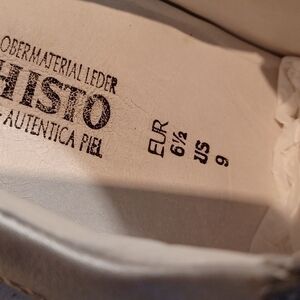 OBERMATERIAL LEDER
HISTO
AUTENTICA PIEL
EUR
6½
US
9